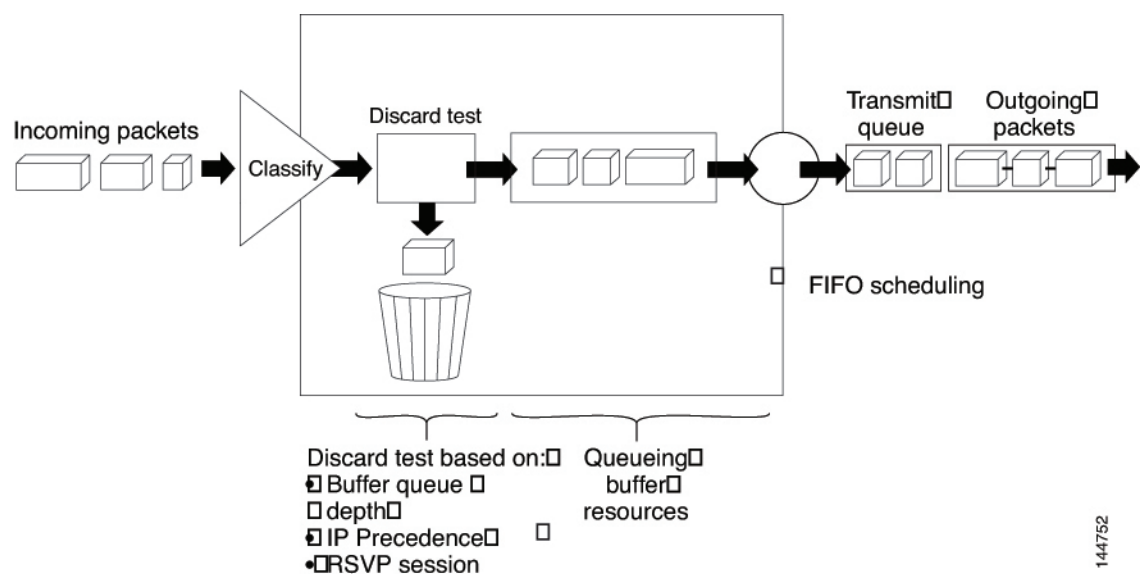 Incoming packets
Classify
Discard test
Transmit
queue
Outgoing
packets
FIFO scheduling
Discard test based on:
• Buffer queue
depth
• IP Precedence
• RSVP session
Queueing
buffer
resources
144752